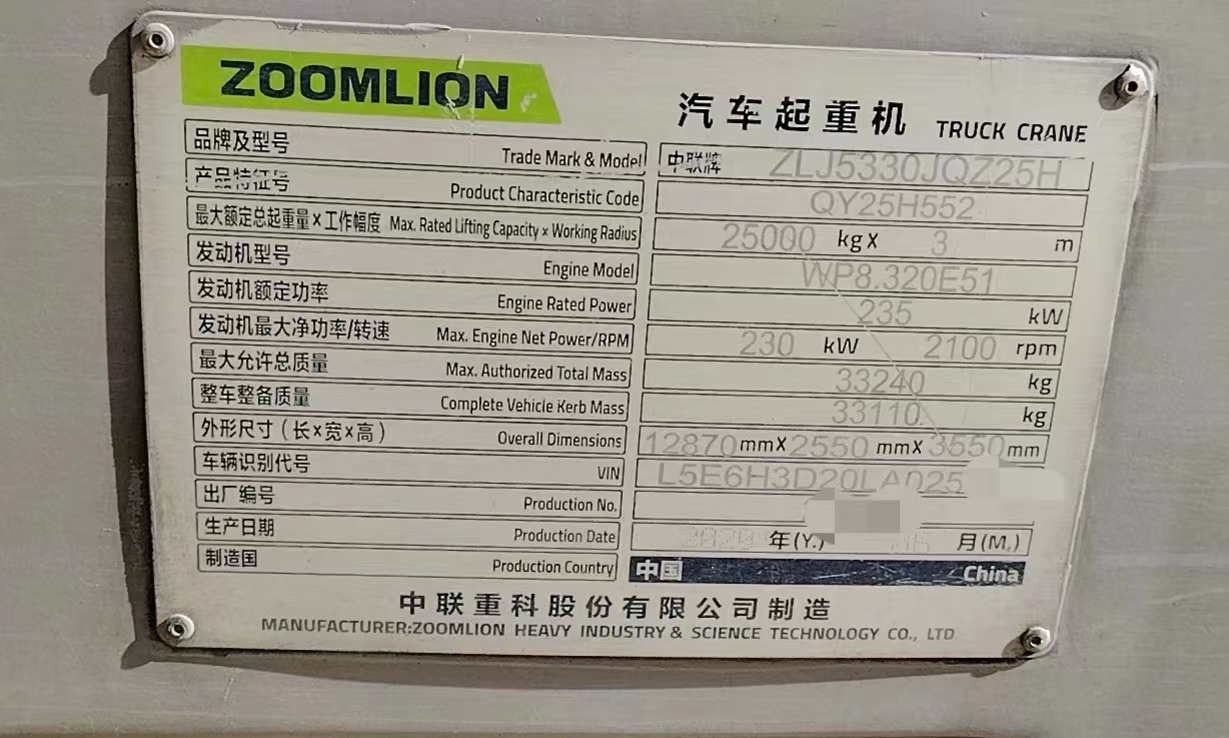 ZOOMLION
汽车起重机 TRUCK CRANE
品牌及型号 Trade Mark & Model 中联牌 ZLJ5330JQZ25H
产品特征号 Product Characteristic Code QY25H552
最大额定总起重量×工作幅度 Max. Rated Lifting Capacity × Working Radius 25000 kg X 3 m
发动机型号 Engine Model WP8.320E51
发动机额定功率 Engine Rated Power 235 kW
发动机最大净功率/转速 Max. Engine Net Power/RPM 230 kW 2100 rpm
最大允许总质量 Max. Authorized Total Mass 33240 kg
整车整备质量 Complete Vehicle Kerb Mass 33110 kg
外形尺寸(长×宽×高) Overall Dimensions 12870 mm X 2550 mm X 3550 mm
车辆识别代号 VIN L5E6H3D20LA025
出厂编号 Production No.
生产日期 Production Date 年(Y.) 月(M.)
制造国 Production Country 中国 China
中联重科股份有限公司制造
MANUFACTURER:ZOOMLION HEAVY INDUSTRY & SCIENCE TECHNOLOGY CO., LTD